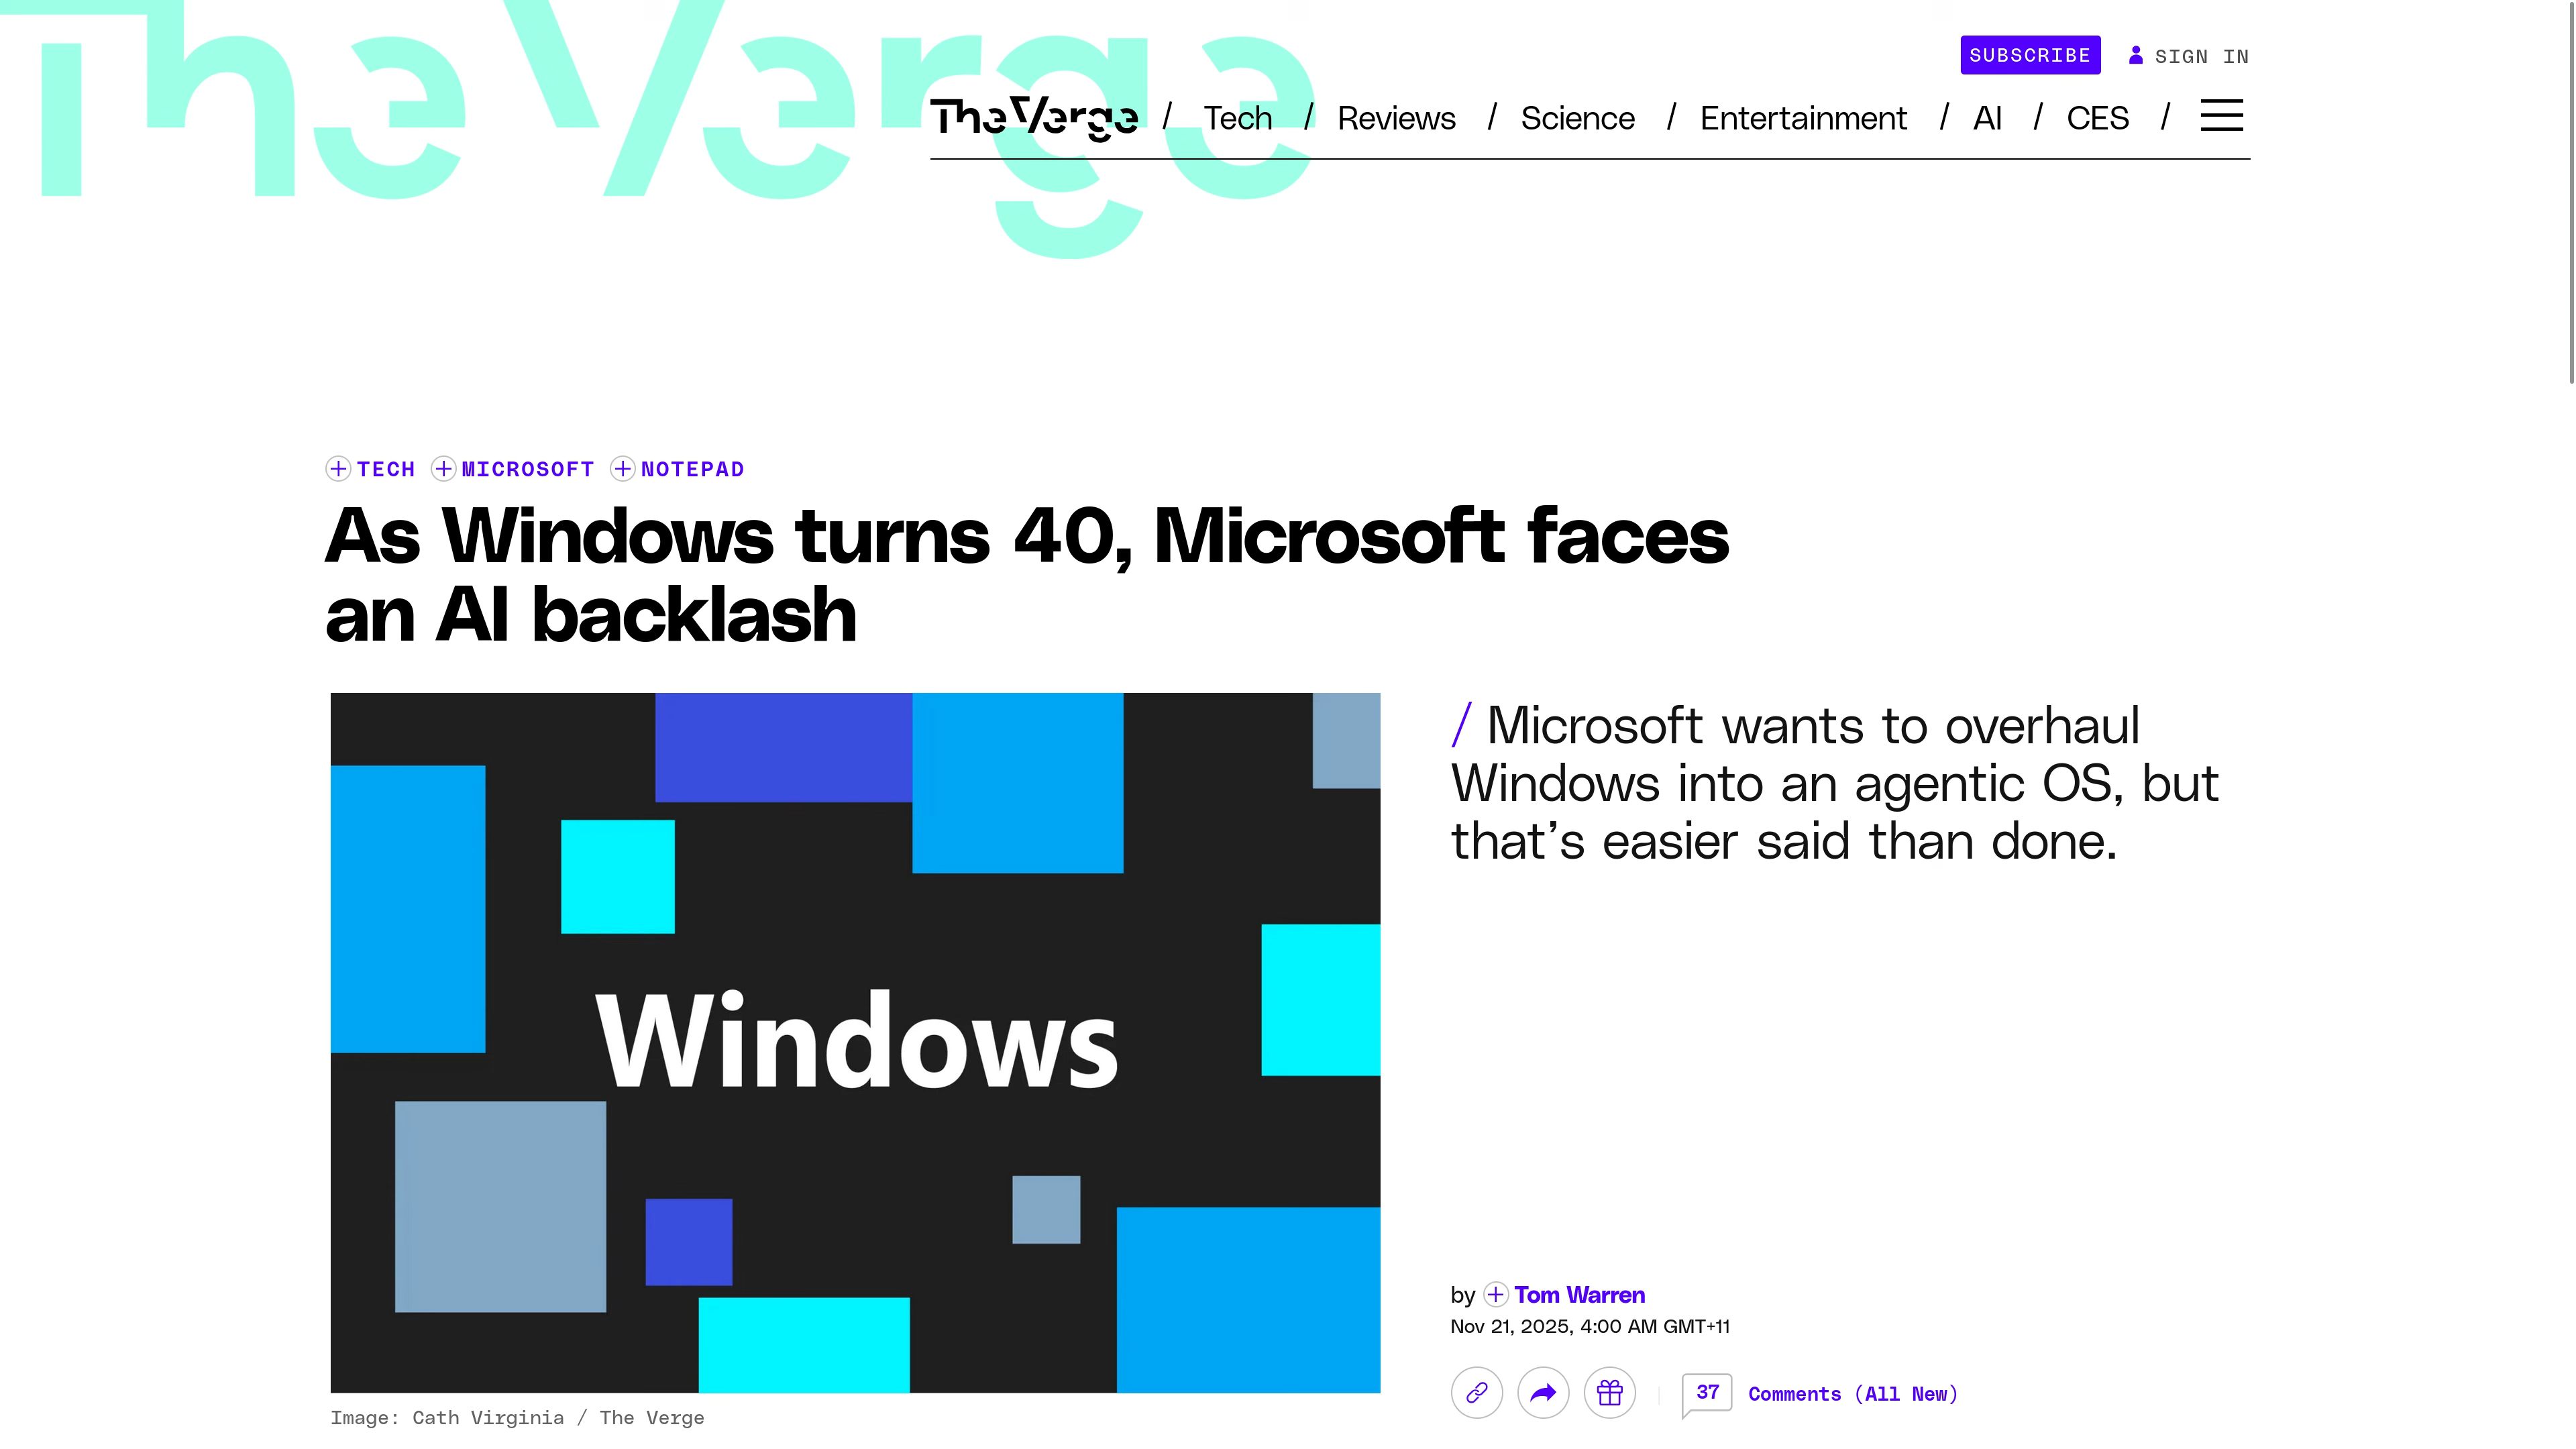 The Verge
SUBSCRIBE SIGN IN
The Verge / Tech / Reviews / Science / Entertainment / AI / CES /
TECH MICROSOFT NOTEPAD
As Windows turns 40, Microsoft faces
an AI backlash
/ Microsoft wants to overhaul
Windows into an agentic OS, but
that’s easier said than done.
Windows
by Tom Warren
Nov 21, 2025, 4:00 AM GMT+11
37 Comments (All New)
Image: Cath Virginia / The Verge